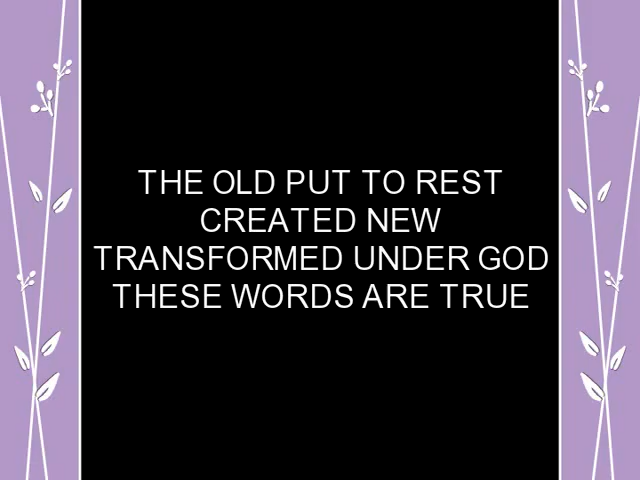 THE OLD PUT TO REST
CREATED NEW
TRANSFORMED UNDER GOD
THESE WORDS ARE TRUE